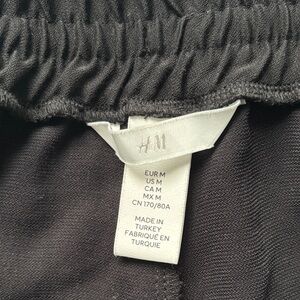 H&M
EUR M
US M
CA M
MX M
CN 170/80A
MADE IN
TURKEY
FABRIQUÉ EN
TURQUIE